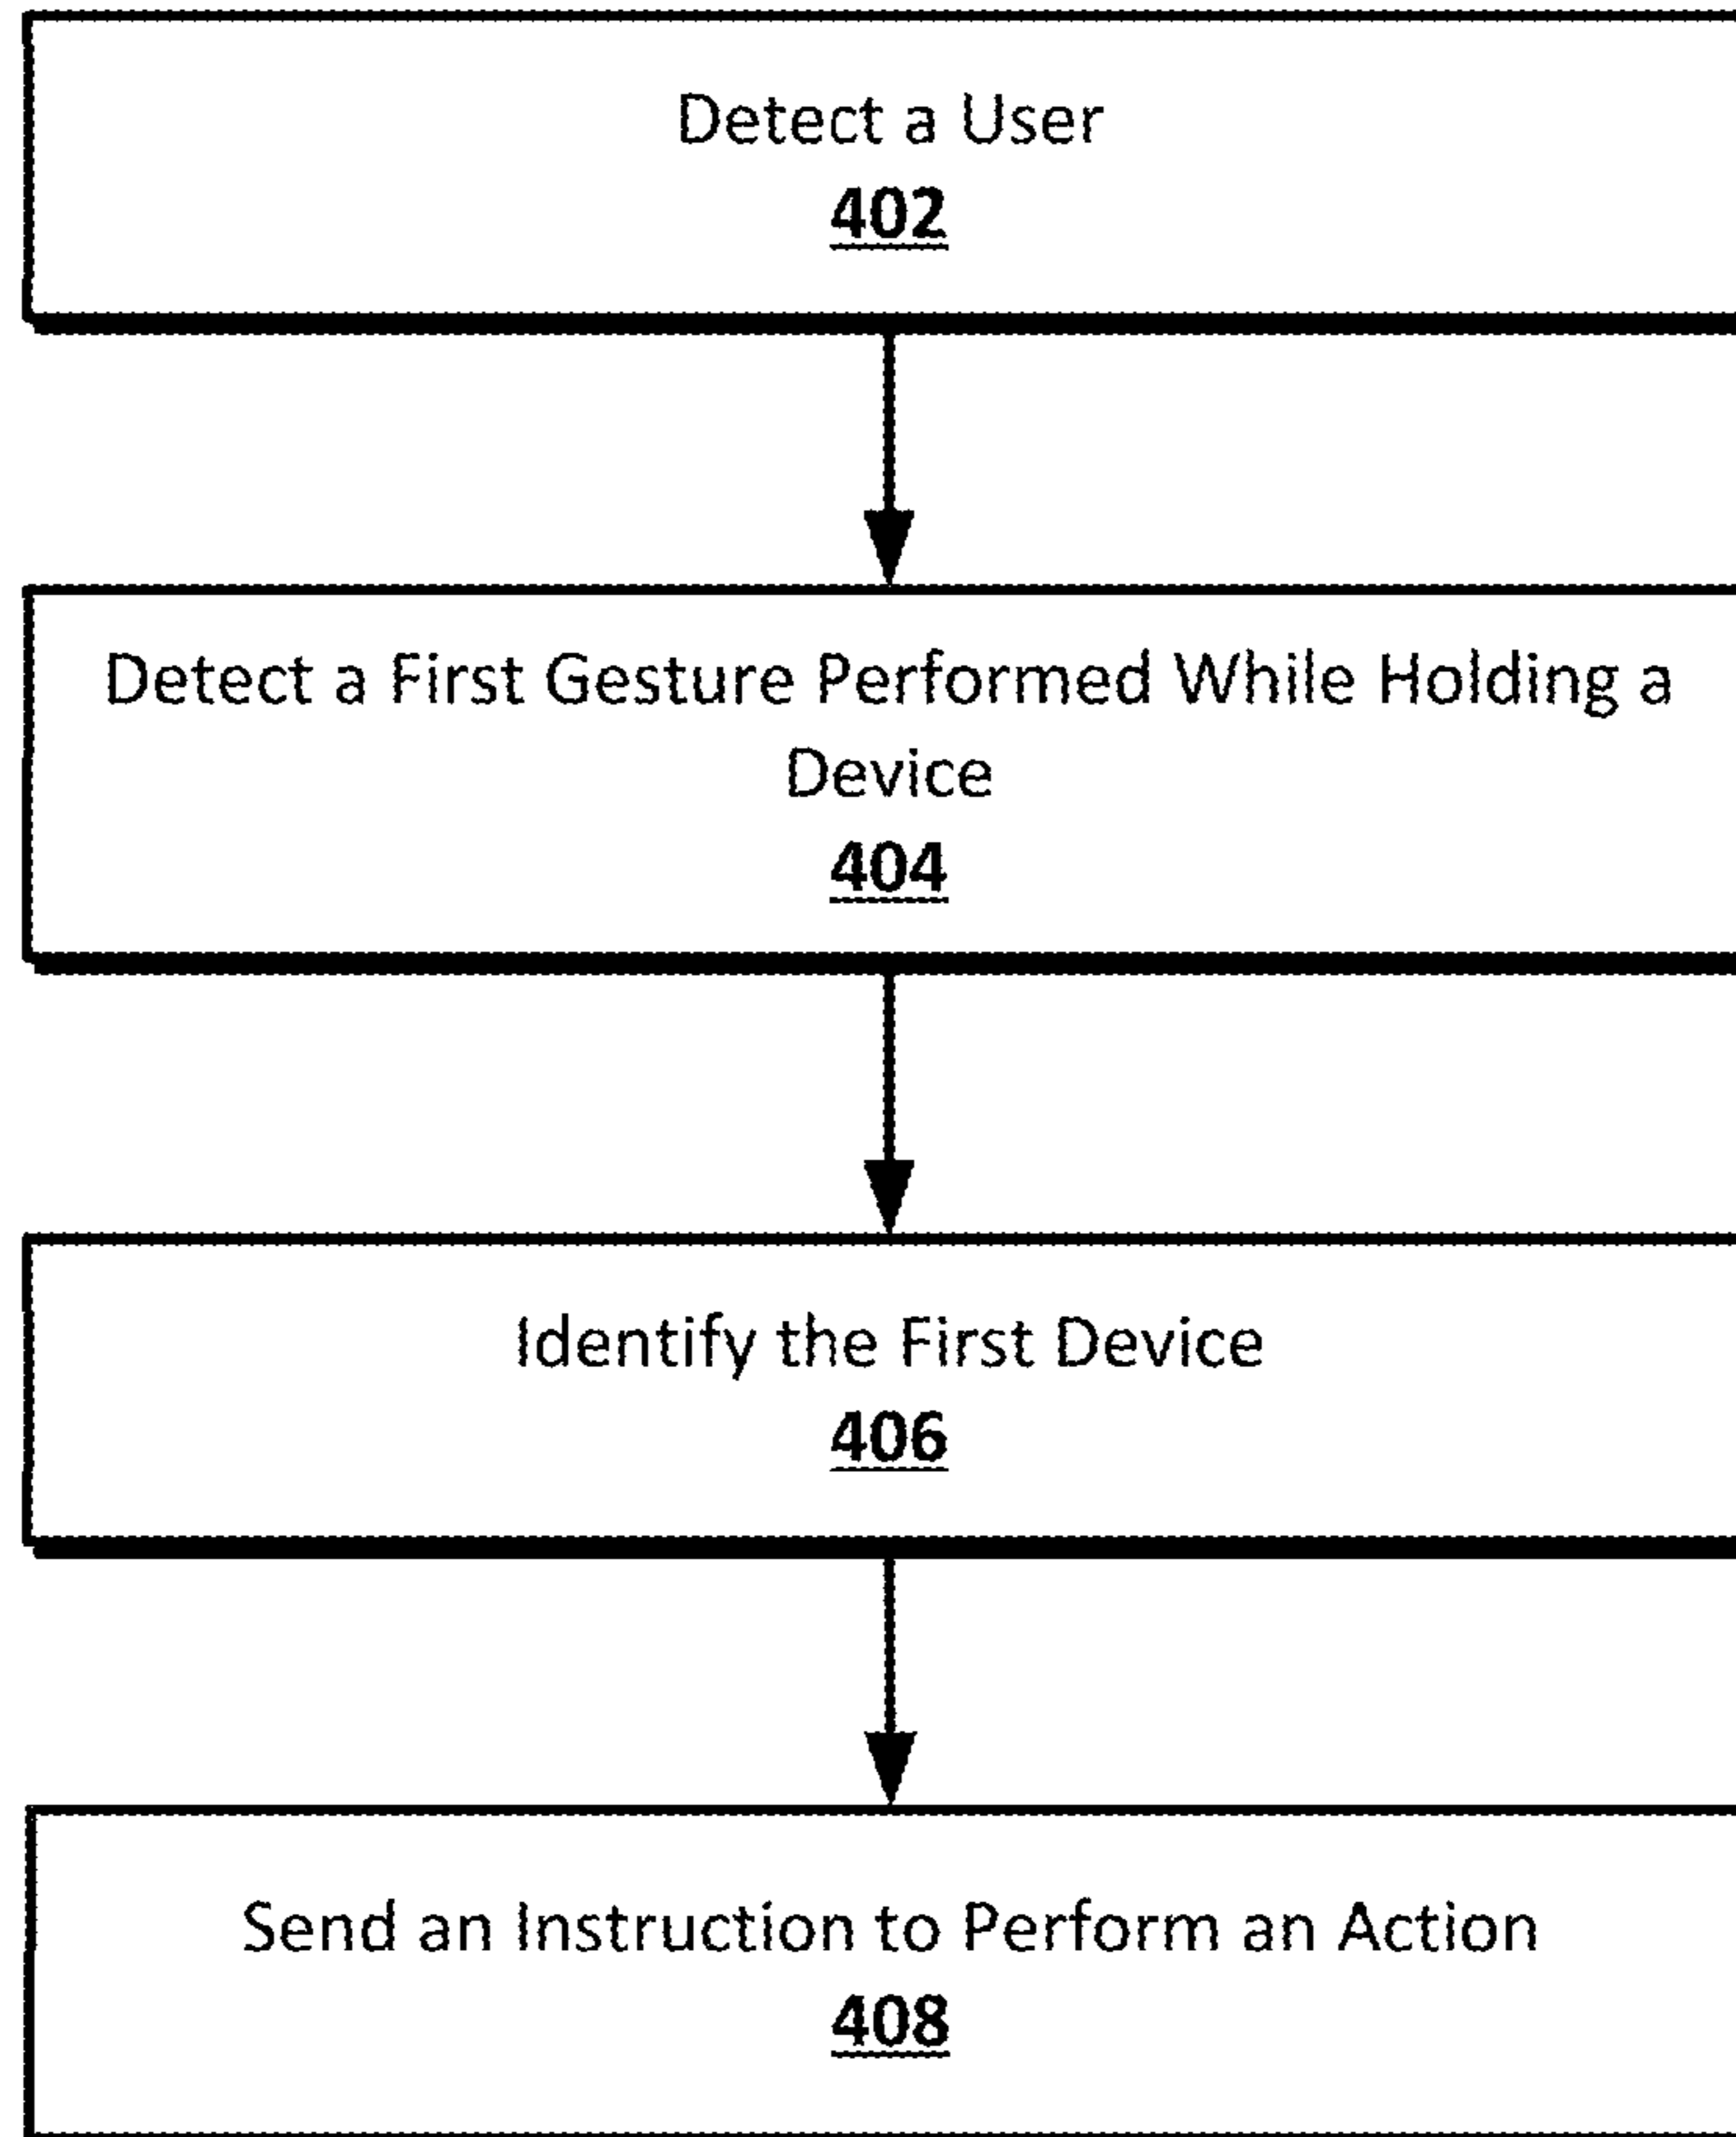 Detect a User
402
Detect a First Gesture Performed While Holding a
Device
404
Identify the First Device
406
Send an Instruction to Perform an Action
408